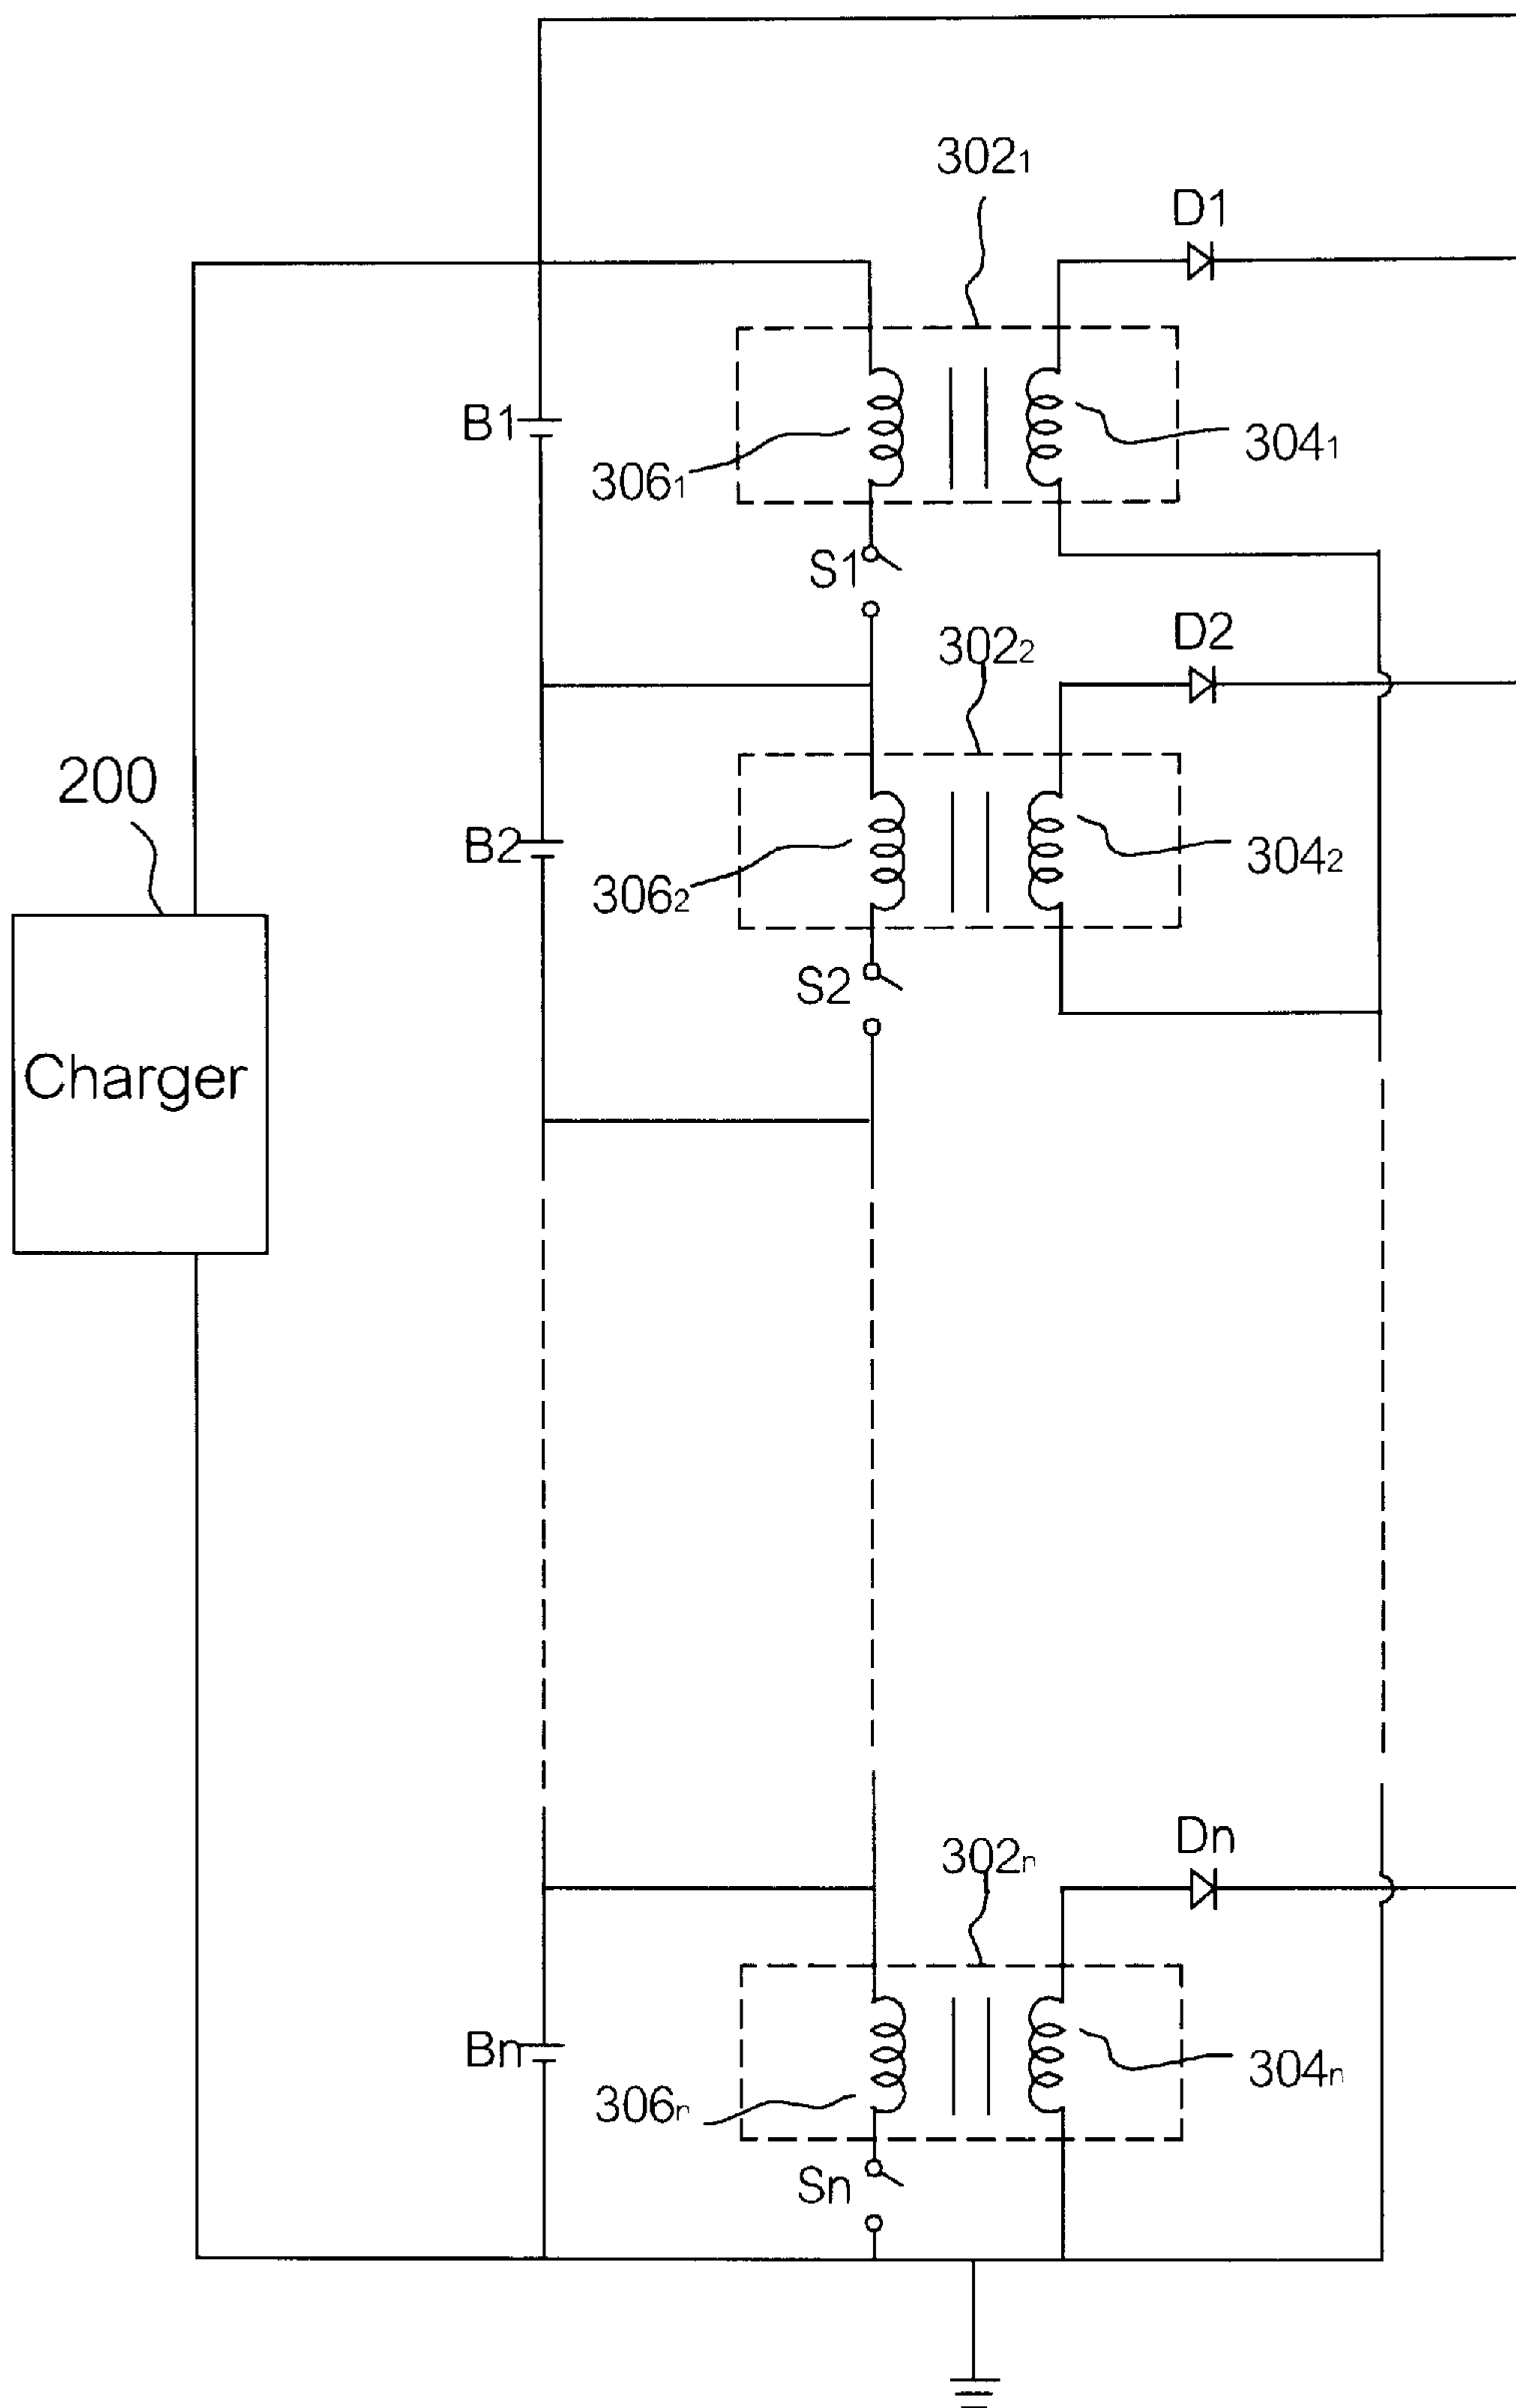 302₁
D1
B1
306₁
304₁
S1
302₂
D2
200
B2
306₂
304₂
S2
Charger
302ₙ
Dn
Bn
306ₙ
304ₙ
Sn